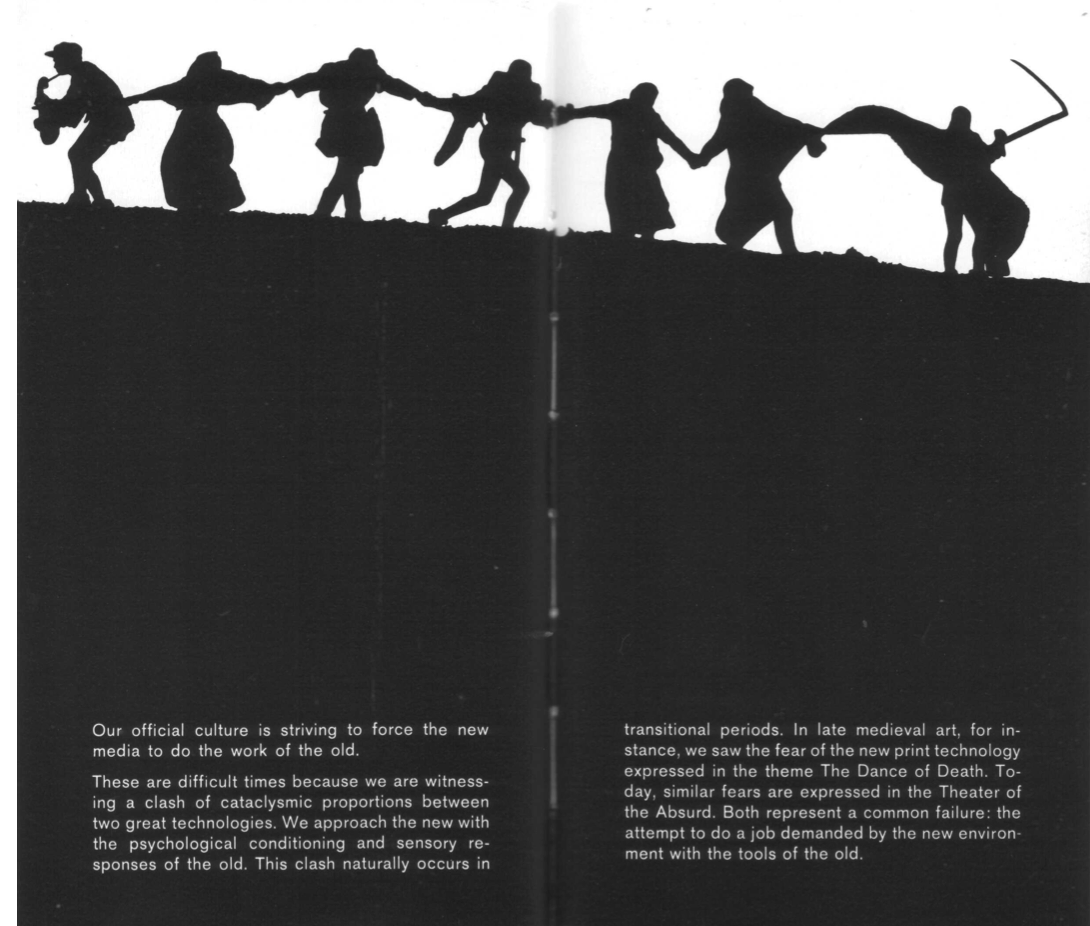 Our official culture is striving to force the new
media to do the work of the old.
These are difficult times because we are witness-
ing a clash of cataclysmic proportions between
two great technologies. We approach the new with
the psychological conditioning and sensory re-
sponses of the old. This clash naturally occurs in
transitional periods. In late medieval art, for in-
stance, we saw the fear of the new print technology
expressed in the theme The Dance of Death. To-
day, similar fears are expressed in the Theater of
the Absurd. Both represent a common failure: the
attempt to do a job demanded by the new environ-
ment with the tools of the old.